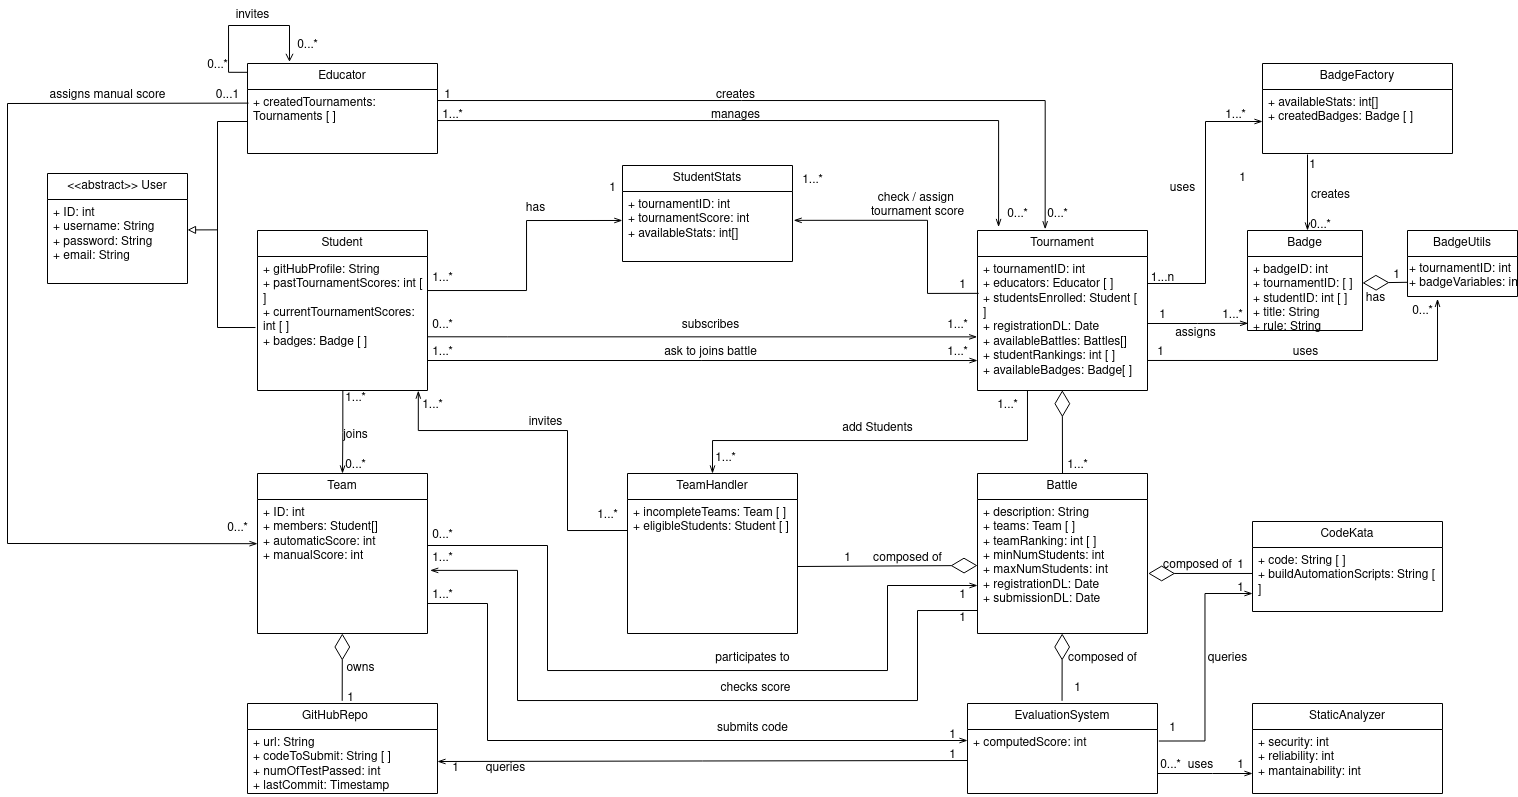 invites
0...*
0...*
Educator
+ createdTournaments:
Tournaments [ ]
assigns manual score
0...1
1
creates
1...*
manages
BadgeFactory
+ availableStats: int[]
+ createdBadges: Badge [ ]
1...*
uses
1
1
creates
0...*
<<abstract>> User
+ ID: int
+ username: String
+ password: String
+ email: String
StudentStats
+ tournamentID: int
+ tournamentScore: int
+ availableStats: int[]
1
has
1...*
check / assign
tournament score
0...*
0...*
Student
+ gitHubProfile: String
+ pastTournamentScores: int [
]
+ currentTournamentScores:
int [ ]
+ badges: Badge [ ]
1...*
0...*
subscribes
1...*
1...*
ask to joins battle
1...*
1
Tournament
+ tournamentID: int
+ educators: Educator [ ]
+ studentsEnrolled: Student [
]
+ registrationDL: Date
+ availableBattles: Battles[]
+ studentRankings: int [ ]
+ availableBadges: Badge[ ]
1...n
1
assigns
1...*
1
uses
0...*
Badge
+ badgeID: int
+ tournamentID: [ ]
+ studentID: int [ ]
+ title: String
+ rule: String
has
1
BadgeUtils
+ tournamentID: int
+ badgeVariables: in
1...*
joins
0...*
1...*
invites
1...*
add Students
1...*
1...*
1...*
Team
+ ID: int
+ members: Student[]
+ automaticScore: int
+ manualScore: int
0...*
0...*
1...*
1...*
TeamHandler
+ incompleteTeams: Team [ ]
+ eligibleStudents: Student [ ]
1
composed of
Battle
+ description: String
+ teams: Team [ ]
+ teamRanking: int [ ]
+ minNumStudents: int
+ maxNumStudents: int
+ registrationDL: Date
+ submissionDL: Date
1
1
composed of
1
CodeKata
+ code: String [ ]
+ buildAutomationScripts: String [
]
1
owns
1
participates to
checks score
composed of
1
queries
GitHubRepo
+ url: String
+ codeToSubmit: String [ ]
+ numOfTestPassed: int
+ lastCommit: Timestamp
submits code
1
1
queries
1
EvaluationSystem
+ computedScore: int
1
0...*
uses
1
StaticAnalyzer
+ security: int
+ reliability: int
+ mantainability: int